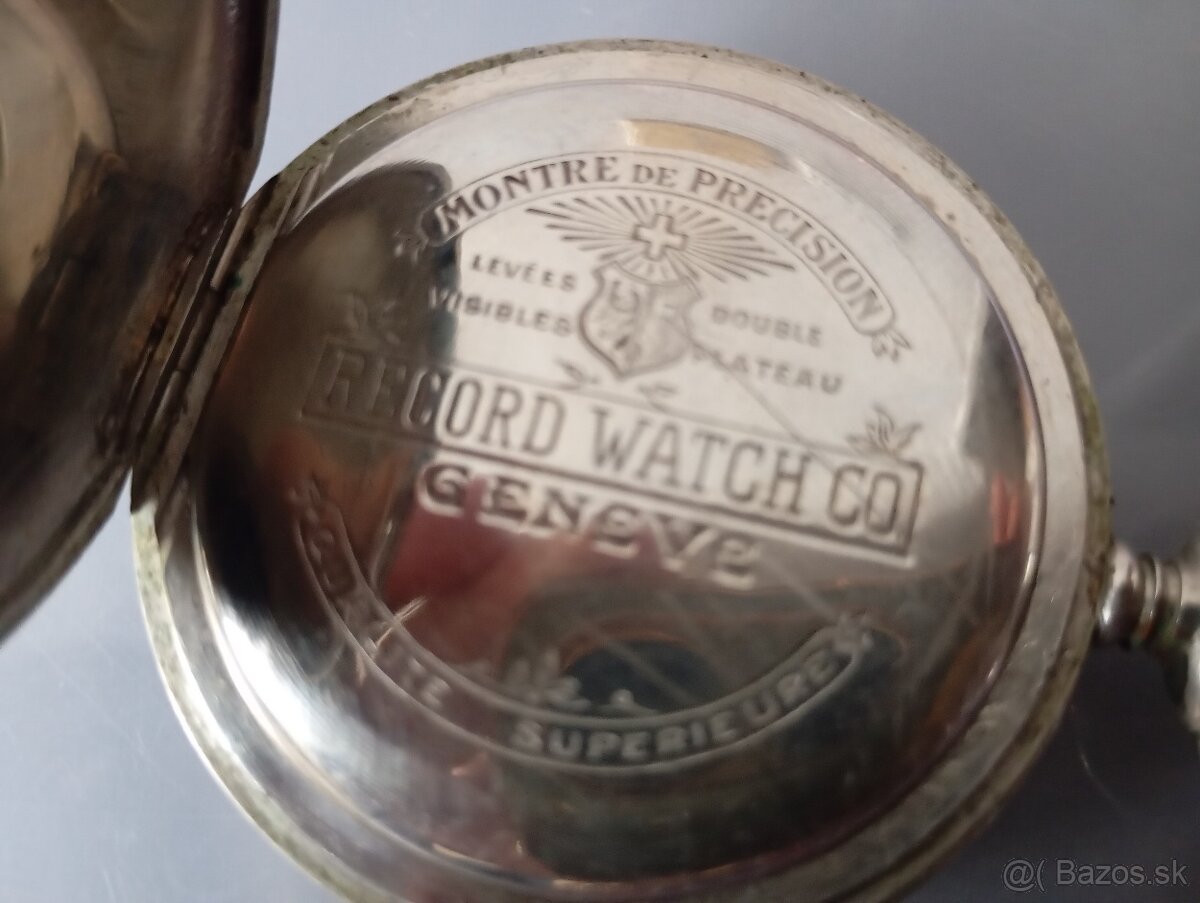 MONTRE DE PRECISION
LEVÉES
VISIBLES
DOUBLE
PLATEAU
RECORD WATCH CO
GENEVE
SUPERIEURE
@( Bazos.sk